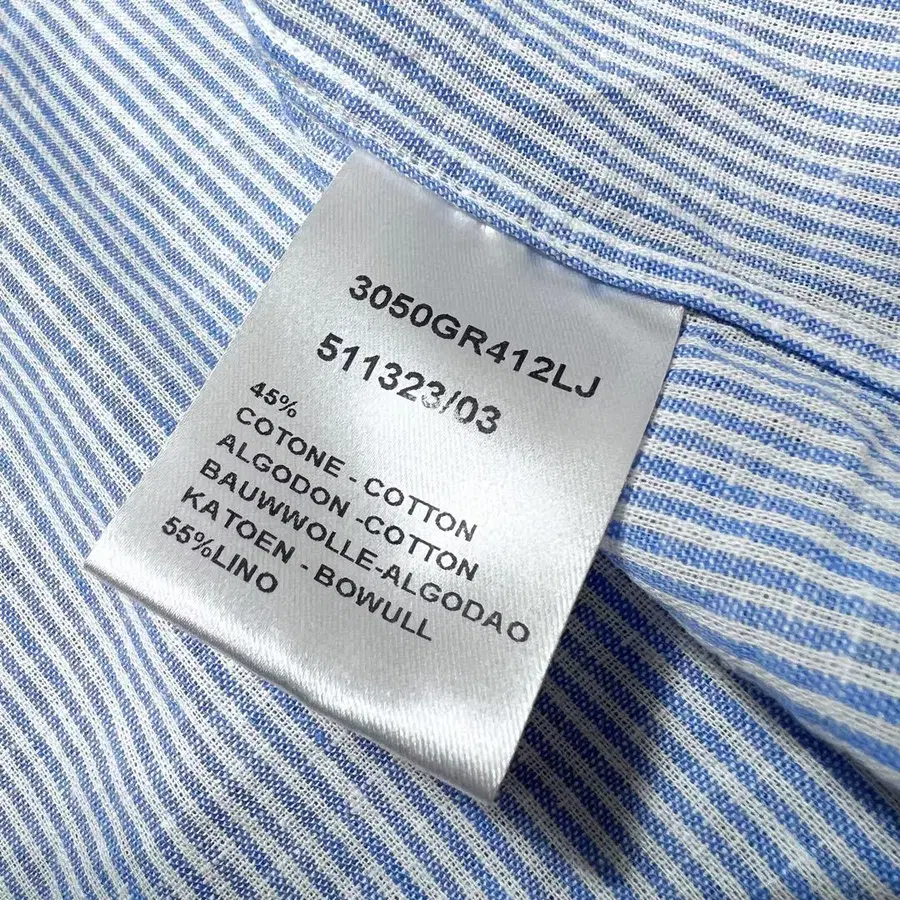 3050GR412LJ
511323/03
45%
COTONE - COTTON
ALGODON -COTTON
BAUWWOLLE-ALGODAO
KATOEN - BOWULL
55%LINO